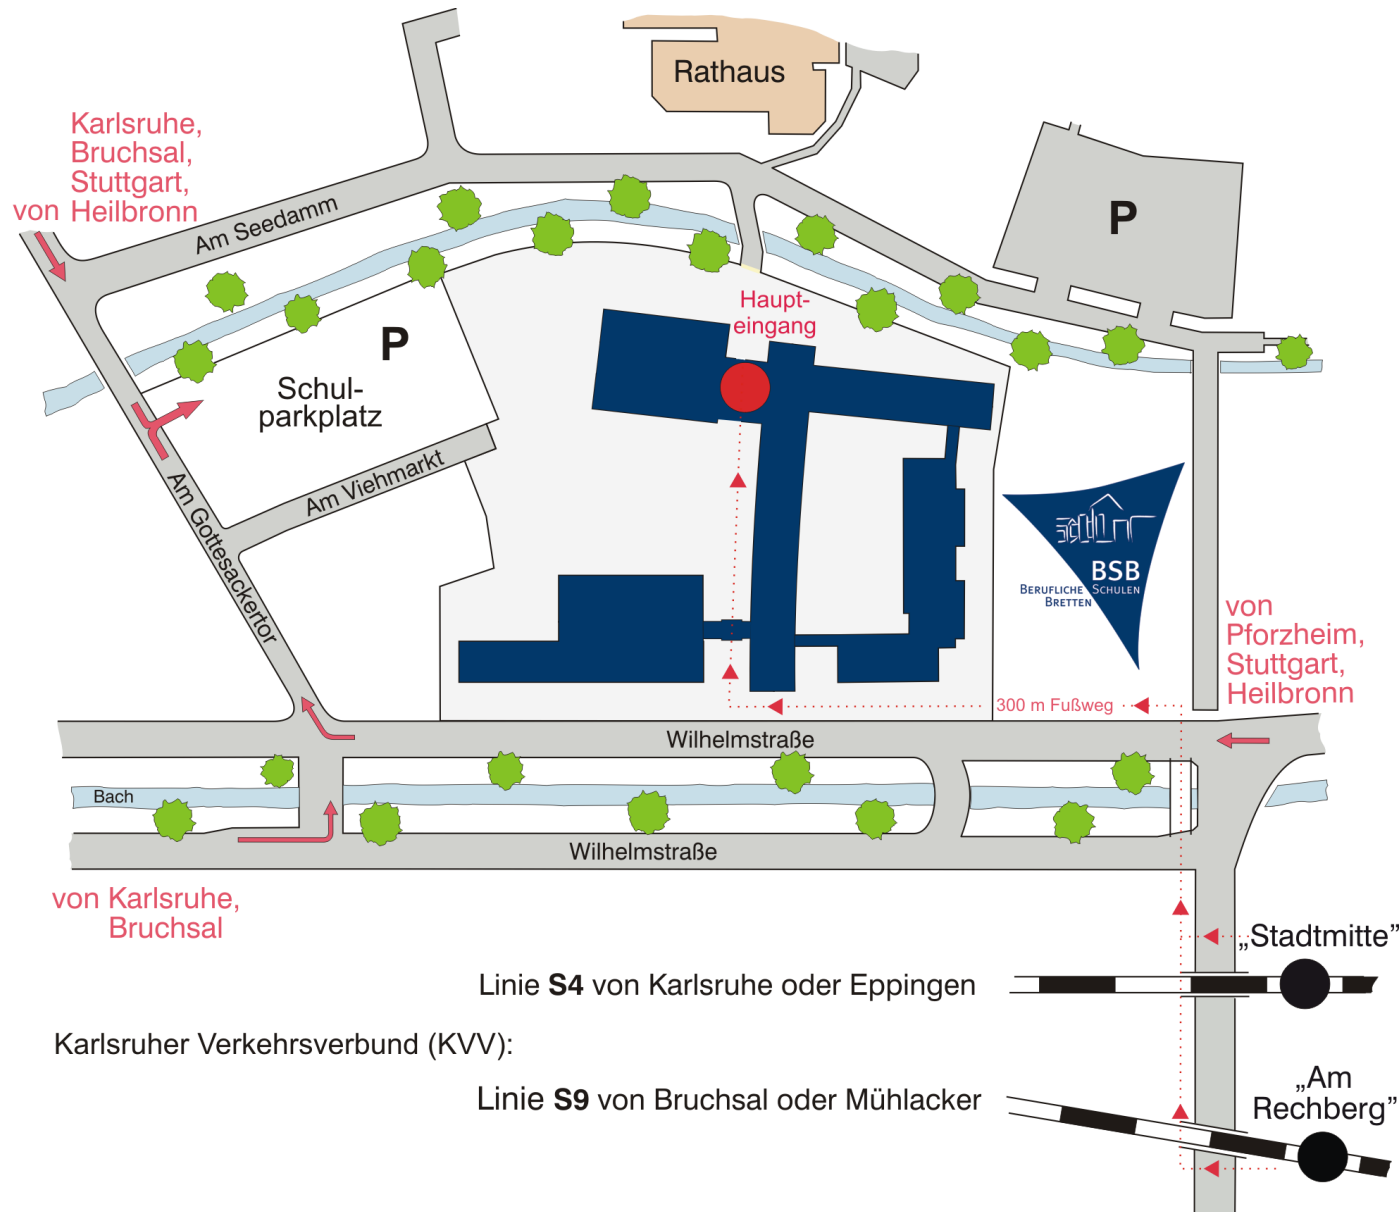 Rathaus
Karlsruhe,
Bruchsal,
Stuttgart,
von Heilbronn
Am Seedamm
P
Haupt-
eingang
P
Schul-
parkplatz
Am Viehmarkt
Am Gottesackertor
BSB
BERUFLICHE SCHULEN
BRETTEN
von
Pforzheim,
Stuttgart,
Heilbronn
300 m Fußweg
Wilhelmstraße
Bach
Wilhelmstraße
von Karlsruhe,
Bruchsal
„Stadtmitte”
Linie S4 von Karlsruhe oder Eppingen
Karlsruher Verkehrsverbund (KVV):
„Am
Rechberg”
Linie S9 von Bruchsal oder Mühlacker